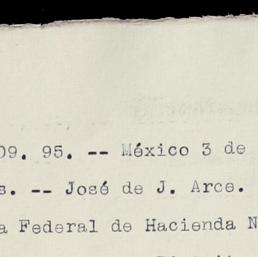 09. 95. -- México 3 de
s. -- José de J. Arce.
a Federal de Hacienda N